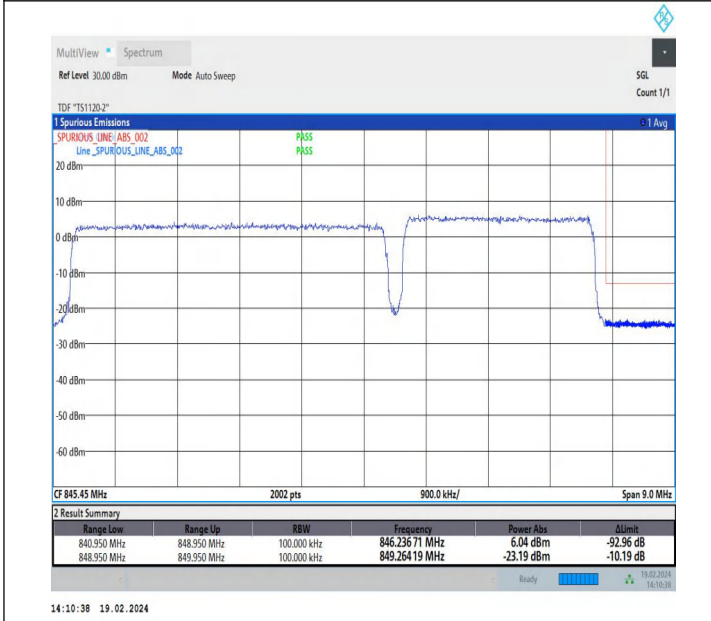 R S
MultiView Spectrum
Ref Level 30.00 dBm Mode Auto Sweep SGL
Count 1/1
TDF "TS1120-2"
1 Spurious Emissions 1 Avg
_SPURIOUS_LINE_ABS_002 PASS
Line _SPURIOUS_LINE_ABS_002 PASS
20 dBm
10 dBm
0 dBm
-10 dBm
-20 dBm
-30 dBm
-40 dBm
-50 dBm
-60 dBm
CF 845.45 MHz 2002 pts 900.0 kHz/ Span 9.0 MHz
2 Result Summary
Range Low Range Up RBW Frequency Power Abs ΔLimit
840.950 MHz 848.950 MHz 100.000 kHz 846.23671 MHz 6.04 dBm -92.96 dB
848.950 MHz 849.950 MHz 100.000 kHz 849.26419 MHz -23.19 dBm -10.19 dB
Ready 19.02.2024
14:10:38
14:10:38 19.02.2024